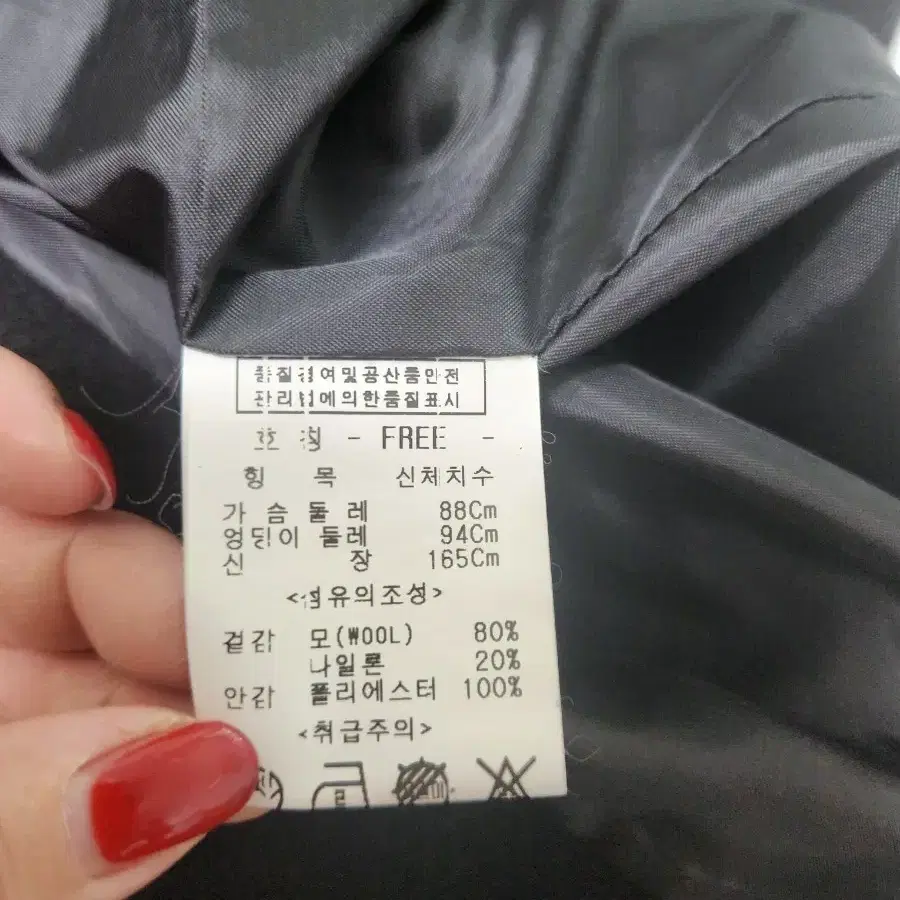 품질경영및공산품안전
관리법에의한품질표시
호 칭 - FREE -
항 목 신체치수
가 슴 둘 레 88Cm
엉덩이 둘레 94Cm
신 장 165Cm
<섬유의조성>
겉감 모(WOOL) 80%
나일론 20%
안감 폴리에스터 100%
<취급주의>